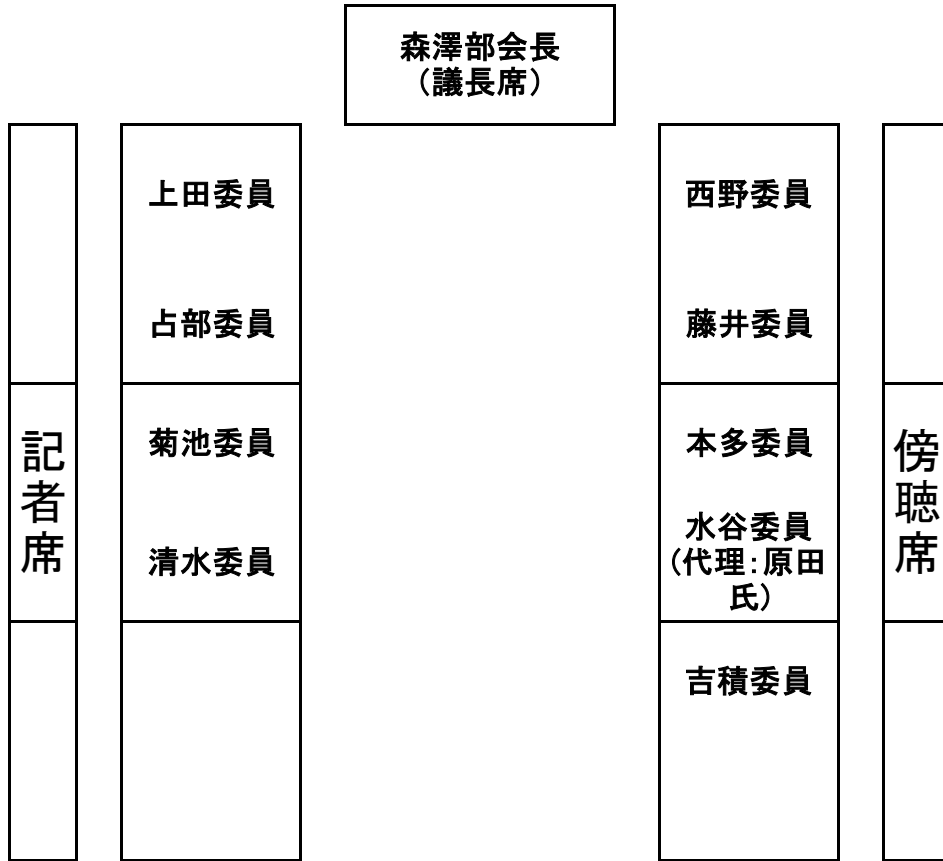 森澤部会長
（議長席）
上田委員
西野委員
占部委員
藤井委員
記者席
菊池委員
本多委員
傍聴席
清水委員
水谷委員
(代理：原田
氏）
吉積委員